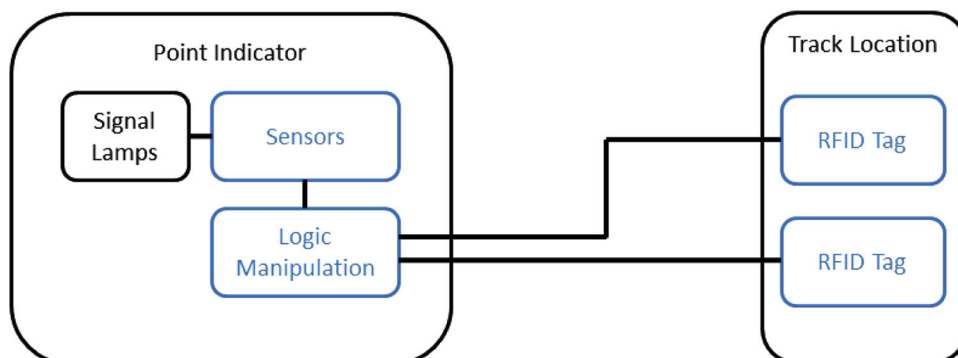 Point Indicator
Signal
Lamps
Sensors
Logic
Manipulation
Track Location
RFID Tag
RFID Tag